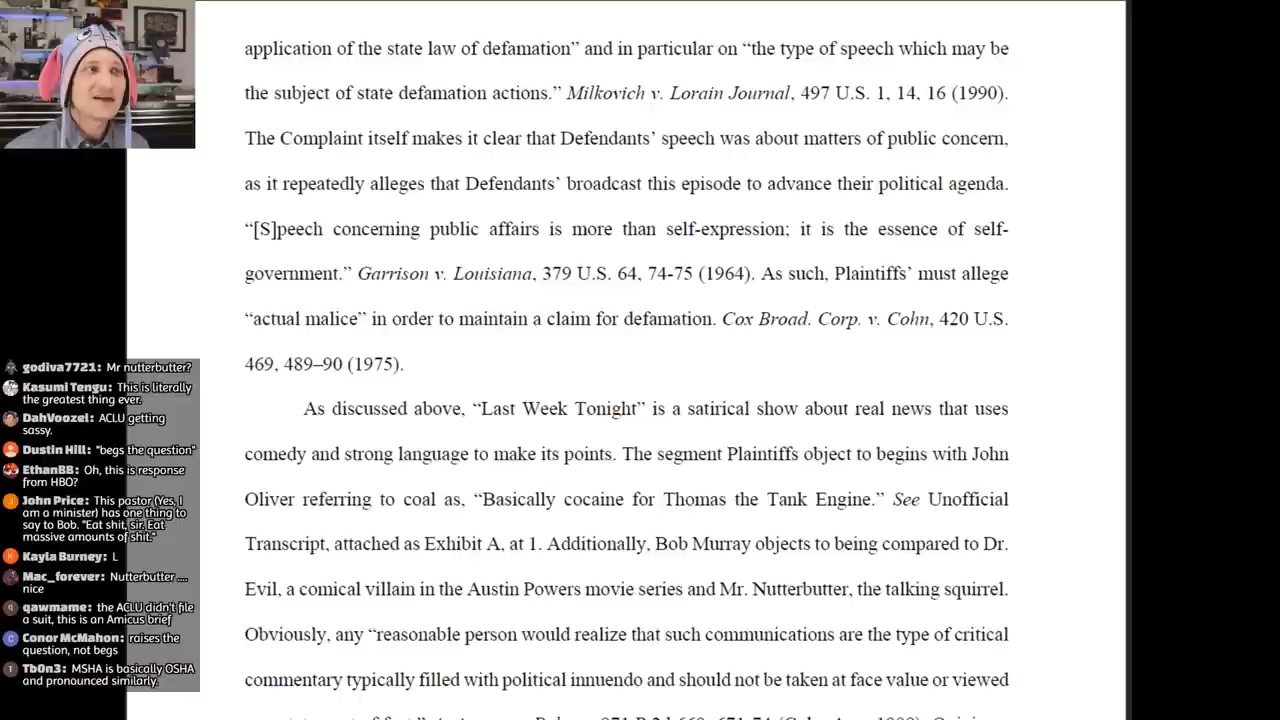 application of the state law of defamation” and in particular on “the type of speech which may be
the subject of state defamation actions.” Milkovich v. Lorain Journal, 497 U.S. 1, 14, 16 (1990).
The Complaint itself makes it clear that Defendants’ speech was about matters of public concern,
as it repeatedly alleges that Defendants’ broadcast this episode to advance their political agenda.
“[S]peech concerning public affairs is more than self-expression; it is the essence of self-
government.” Garrison v. Louisiana, 379 U.S. 64, 74-75 (1964). As such, Plaintiffs’ must allege
“actual malice” in order to maintain a claim for defamation. Cox Broad. Corp. v. Cohn, 420 U.S.
469, 489–90 (1975).
As discussed above, “Last Week Tonight” is a satirical show about real news that uses
comedy and strong language to make its points. The segment Plaintiffs object to begins with John
Oliver referring to coal as, “Basically cocaine for Thomas the Tank Engine.” See Unofficial
Transcript, attached as Exhibit A, at 1. Additionally, Bob Murray objects to being compared to Dr.
Evil, a comical villain in the Austin Powers movie series and Mr. Nutterbutter, the talking squirrel.
Obviously, any “reasonable person would realize that such communications are the type of critical
commentary typically filled with political innuendo and should not be taken at face value or viewed
godiva7721: Mr nutterbutter?
Kasumi Tengu: This is literally
the greatest thing ever.
DahVoozel: ACLU getting
sassy.
Dustin Hill: "begs the question"
EthanBB: Oh, this is response
from HBO?
John Price: This pastor (Yes, I
am a minister) has one thing to
say to Bob. "Eat shit, sir. Eat
massive amounts of shit."
Kayla Burney: L
Mac_forever: Nutterbutter ....
nice
qawmame: the ACLU didn't file
a suit, this is an Amicus brief
Conor McMahon: raises the
question, not begs
Tb0n3: MSHA is basically OSHA
and pronounced similarly.